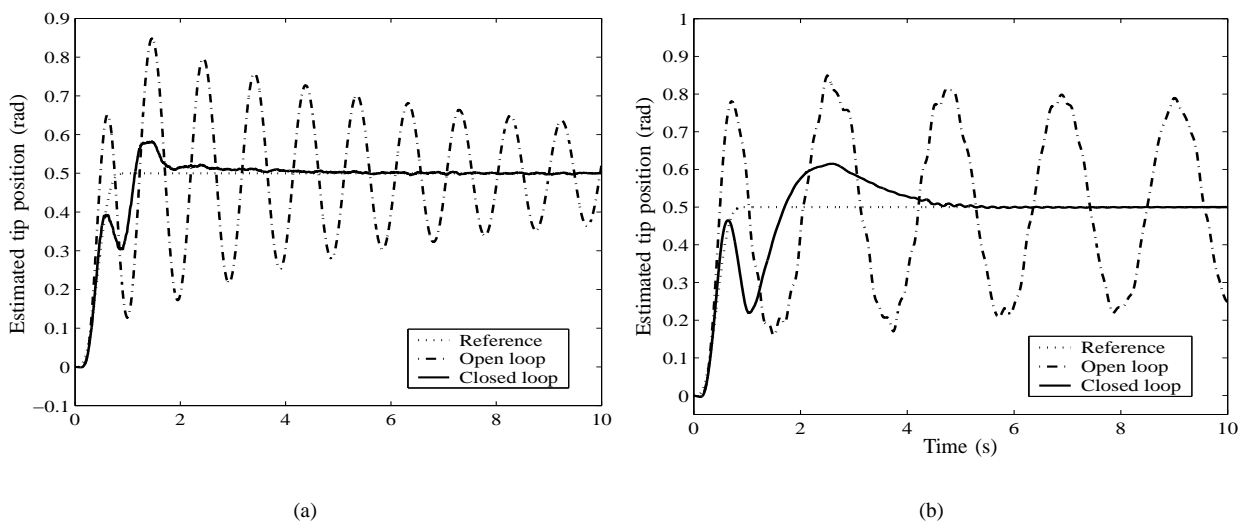 0.9
0.8
0.7
0.6
0.5
0.4
0.3
0.2
0.1
0
−0.1
0 2 4 6 8 10
Estimated tip position (rad)
Reference
Open loop
Closed loop
(a)
1
0.9
0.8
0.7
0.6
0.5
0.4
0.3
0.2
0.1
0
0 2 4 6 8 10
Estimated tip position (rad)
Time (s)
Reference
Open loop
Closed loop
(b)